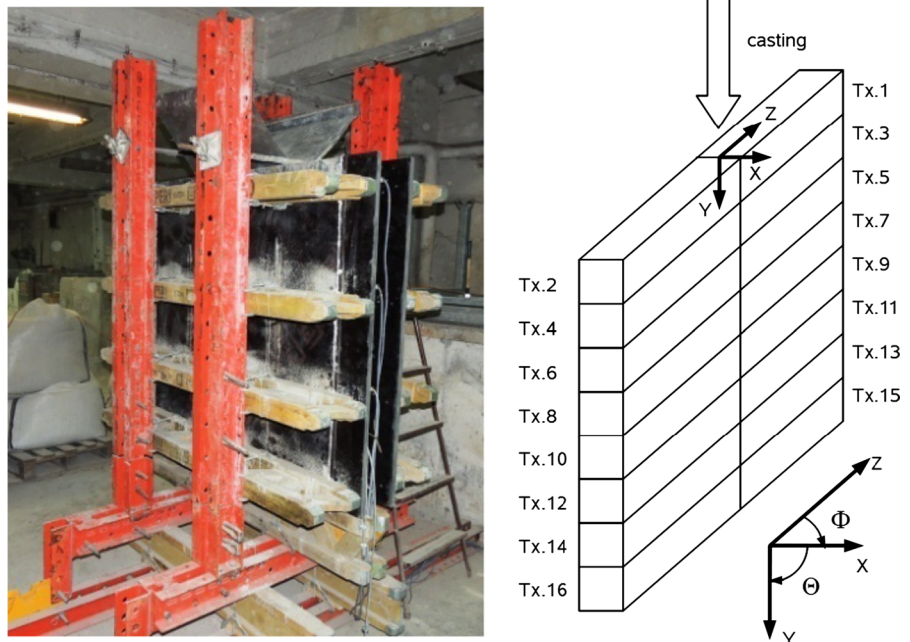 casting
Z
X
Y
Tx.1
Tx.3
Tx.5
Tx.7
Tx.9
Tx.11
Tx.13
Tx.15
Tx.2
Tx.4
Tx.6
Tx.8
Tx.10
Tx.12
Tx.14
Tx.16
Z
Φ
X
Θ
Y